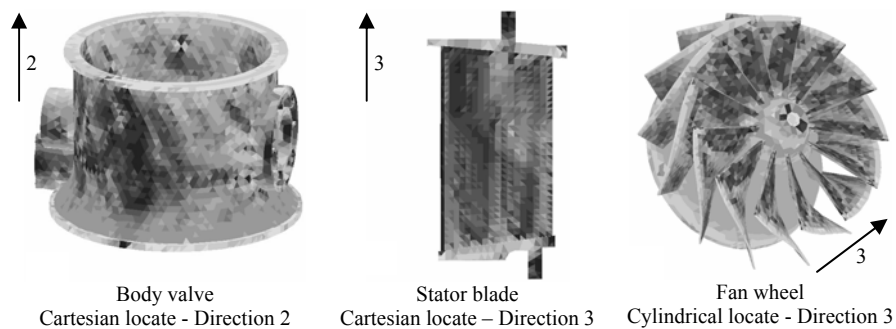 2
3
3
Body valve
Cartesian locate - Direction 2
Stator blade
Cartesian locate – Direction 3
Fan wheel
Cylindrical locate - Direction 3